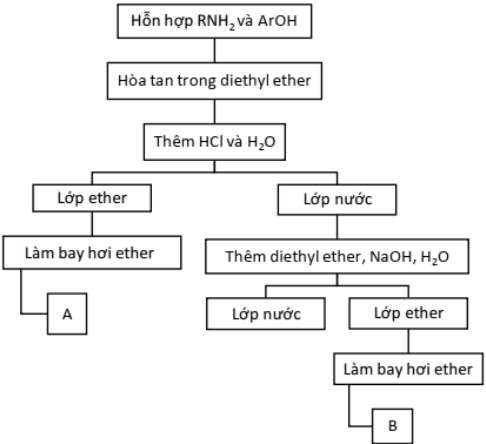 Hỗn hợp RNH₂ và ArOH
Hòa tan trong diethyl ether
Thêm HCl và H₂O
Lớp ether
Lớp nước
Làm bay hơi ether
Thêm diethyl ether, NaOH, H₂O
A
Lớp nước
Lớp ether
Làm bay hơi ether
B